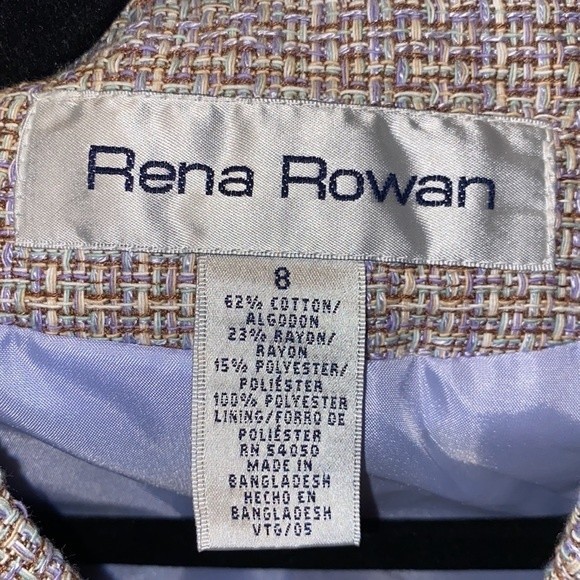 Rena Rowan
8
62% COTTON/
ALGODON
23% RAYON/
RAYON
15% POLYESTER/
POLIÉSTER
100% POLYESTER
LINING/FORRO DE
POLIÉSTER
RN 54050
MADE IN
BANGLADESH
HECHO EN
BANGLADESH
VTG/05